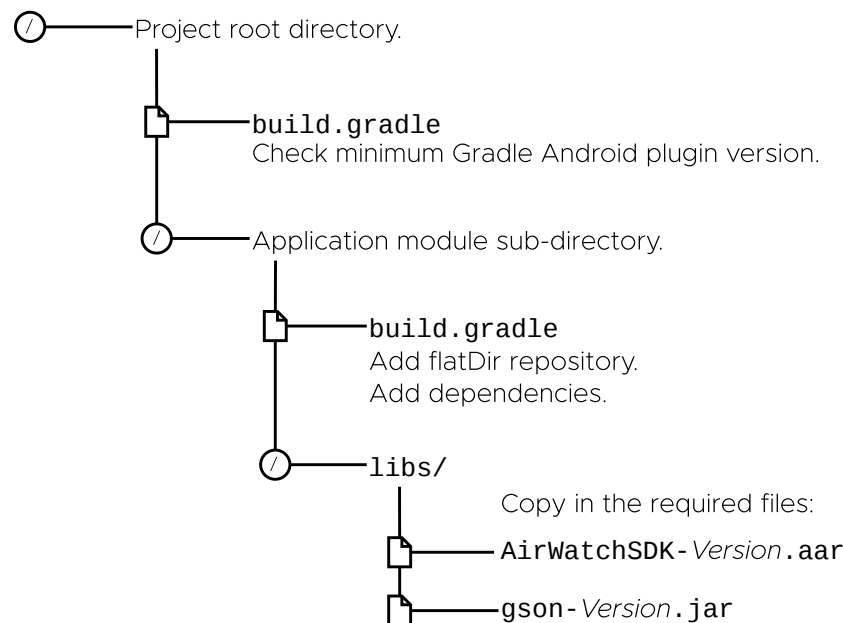 / Project root directory.
build.gradle
Check minimum Gradle Android plugin version.
/ Application module sub-directory.
build.gradle
Add flatDir repository.
Add dependencies.
/ libs/
Copy in the required files:
AirWatchSDK-Version.aar
gson-Version.jar